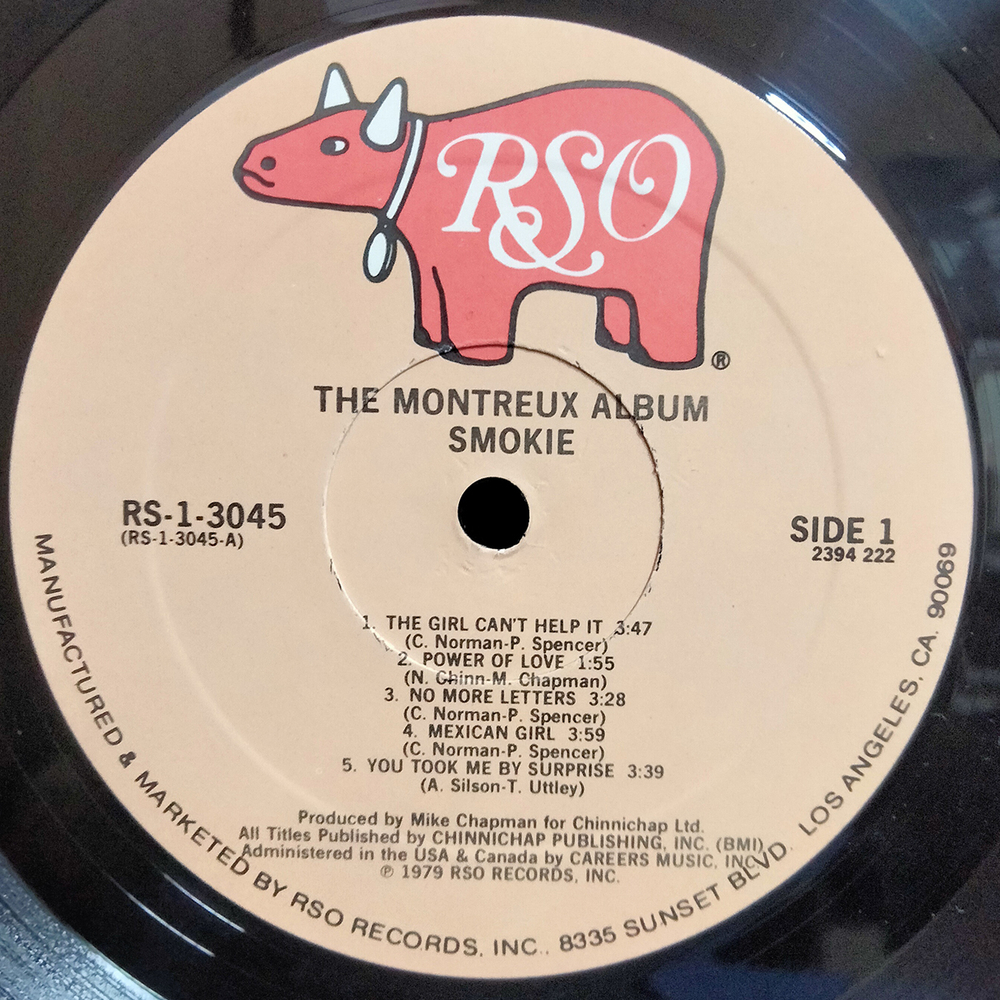 RSO
®
THE MONTREUX ALBUM
SMOKIE
RS-1-3045
(RS-1-3045-A)
SIDE 1
2394 222
1. THE GIRL CAN'T HELP IT 3:47
(C. Norman-P. Spencer)
2. POWER OF LOVE 1:55
(N. Chinn-M. Chapman)
3. NO MORE LETTERS 3:28
(C. Norman-P. Spencer)
4. MEXICAN GIRL 3:59
(C. Norman-P. Spencer)
5. YOU TOOK ME BY SURPRISE 3:39
(A. Silson-T. Uttley)
Produced by Mike Chapman for Chinnichap Ltd.
All Titles Published by CHINNICHAP PUBLISHING, INC. (BMI)
Administered in the USA & Canada by CAREERS MUSIC, INC.
℗ 1979 RSO RECORDS, INC.
MANUFACTURED & MARKETED BY RSO RECORDS, INC., 8335 SUNSET BLVD. LOS ANGELES, CA. 90069